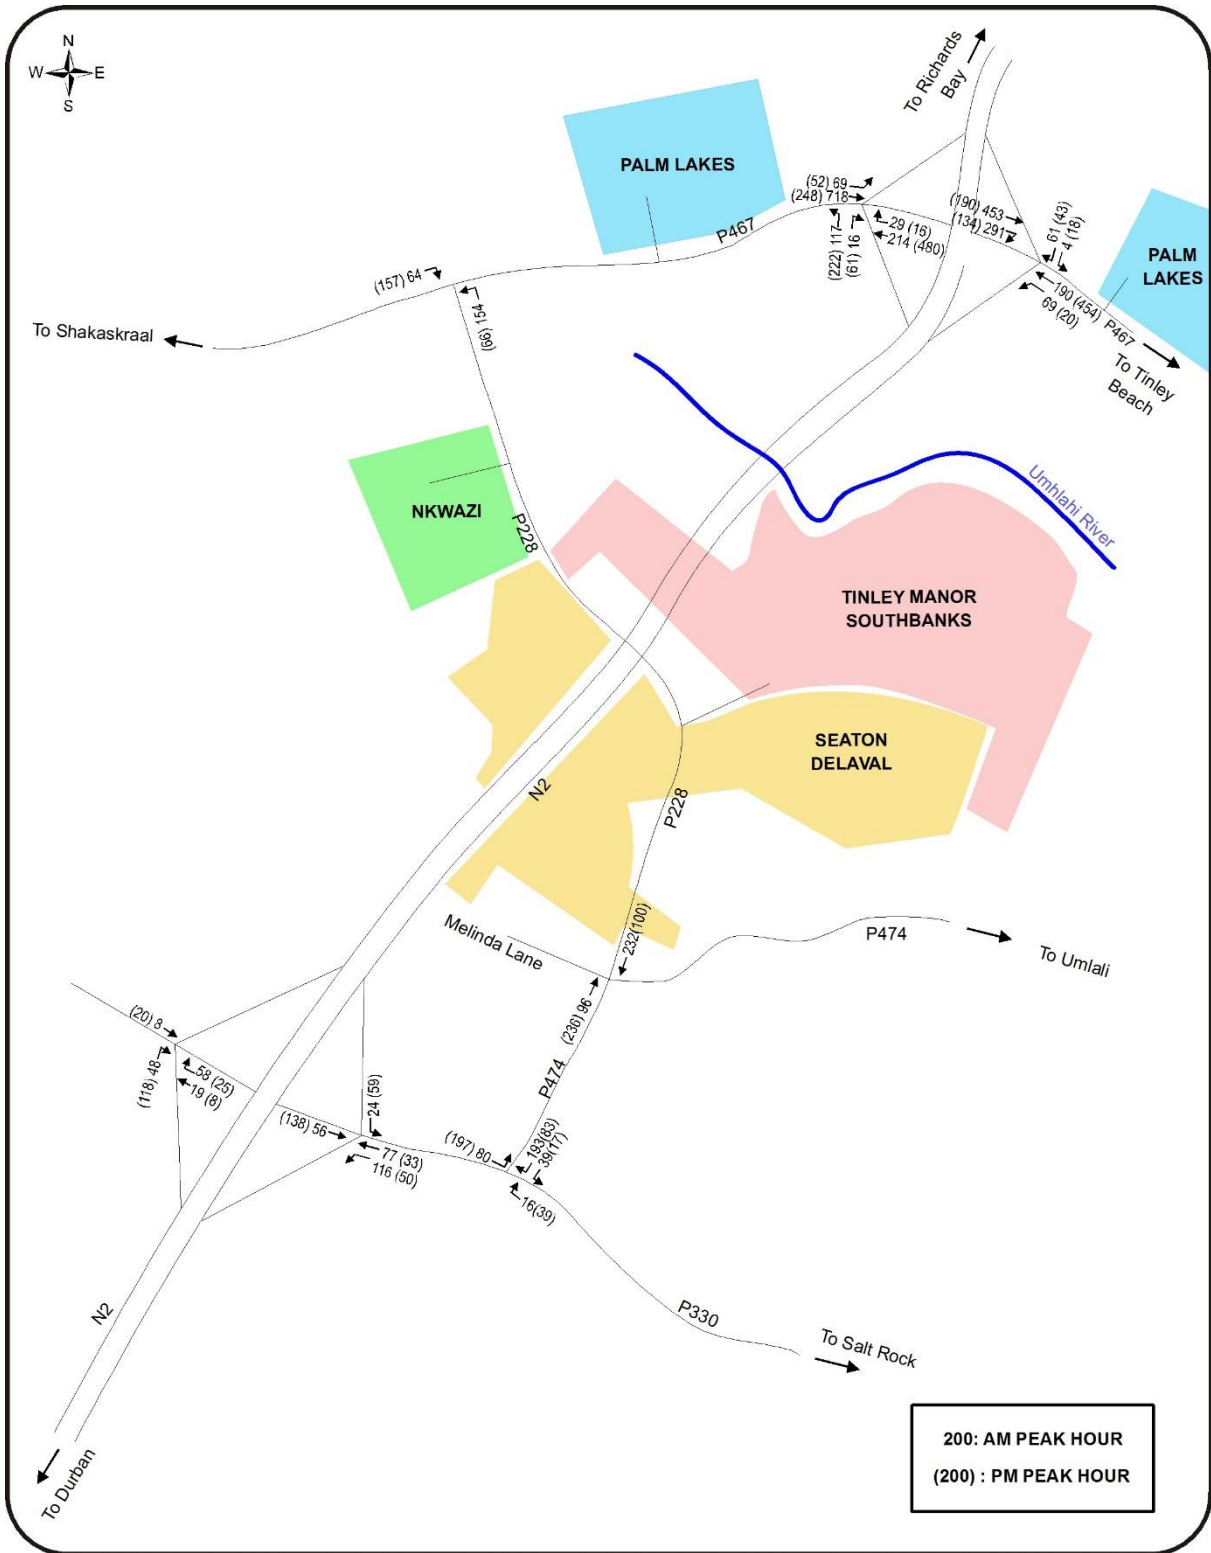 N
W E
S
To Richards
Bay
PALM LAKES
(52) 69
(248) 718
P467
(222) 117
(61) 16
29 (16)
214 (480)
(190) 453
(134) 291
61 (43)
4 (18)
PALM
LAKES
190 (454)
69 (20)
P467
To Tinley
Beach
(157) 64
(66) 154
To Shakaskraal
NKWAZI
P228
Umhlahi River
TINLEY MANOR
SOUTHBANKS
SEATON
DELAVAL
N2
P228
232(100)
Melinda Lane
P474
To Umlali
(236) 96
P474
(20) 8
(118) 48
58 (25)
19 (8)
24 (59)
(138) 56
77 (33)
116 (50)
(197) 80
193(83)
39(17)
16(39)
N2
P330
To Salt Rock
To Durban
200: AM PEAK HOUR
(200) : PM PEAK HOUR